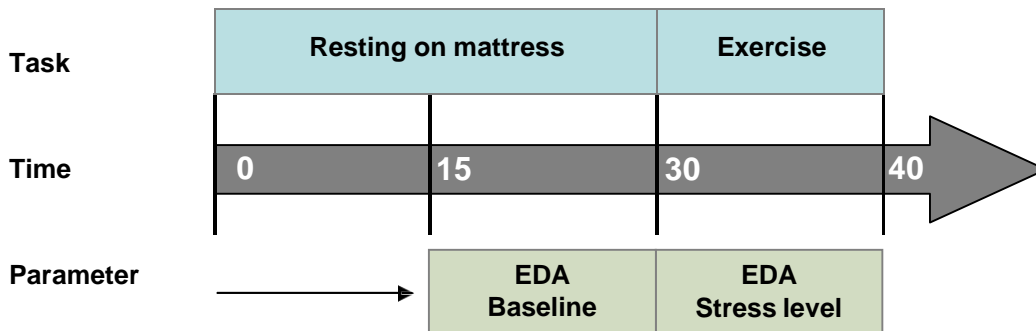 Task
Resting on mattress
Exercise
Time
0
15
30
40
Parameter
EDA
Baseline
EDA
Stress level